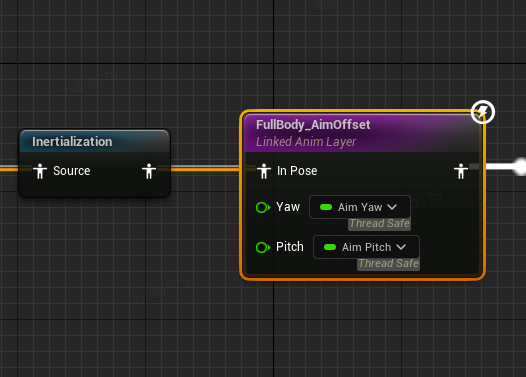 Inertialization
Source
FullBody_AimOffset
Linked Anim Layer
In Pose
Yaw Aim Yaw
Thread Safe
Pitch Aim Pitch
Thread Safe